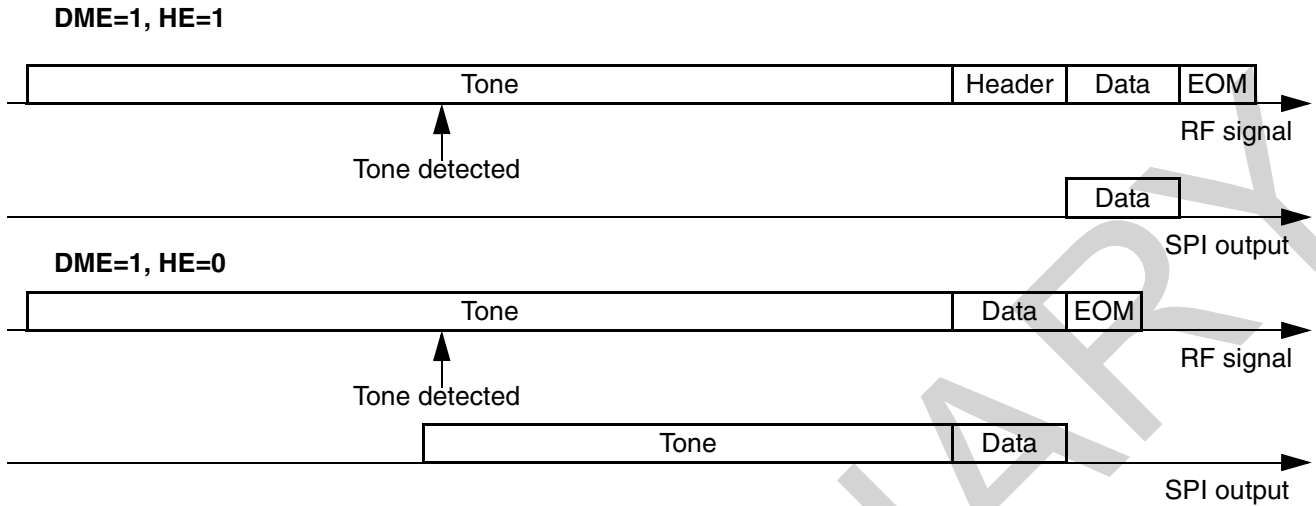 DME=1, HE=1
Tone Header Data EOM
RF signal
Tone detected
Data
SPI output
DME=1, HE=0
Tone Data EOM
RF signal
Tone detected
Tone Data
SPI output
NARY